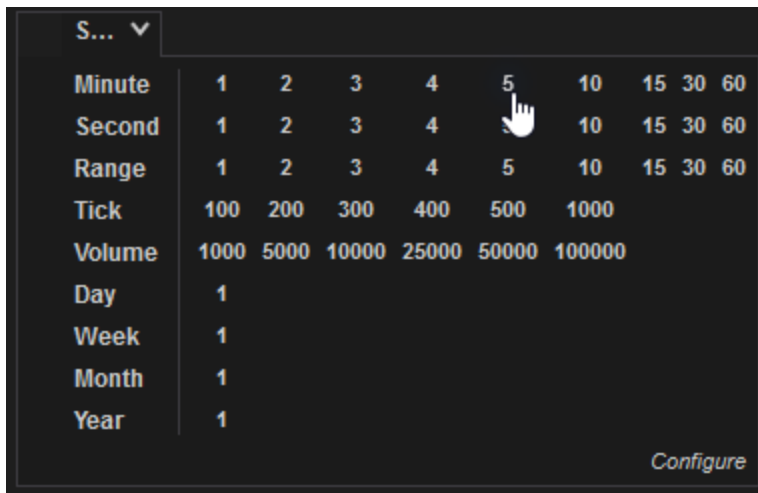 S...
Minute 1 2 3 4 5 10 15 30 60
Second 1 2 3 4 10 15 30 60
Range 1 2 3 4 5 10 15 30 60
Tick 100 200 300 400 500 1000
Volume 1000 5000 10000 25000 50000 100000
Day 1
Week 1
Month 1
Year 1
Configure